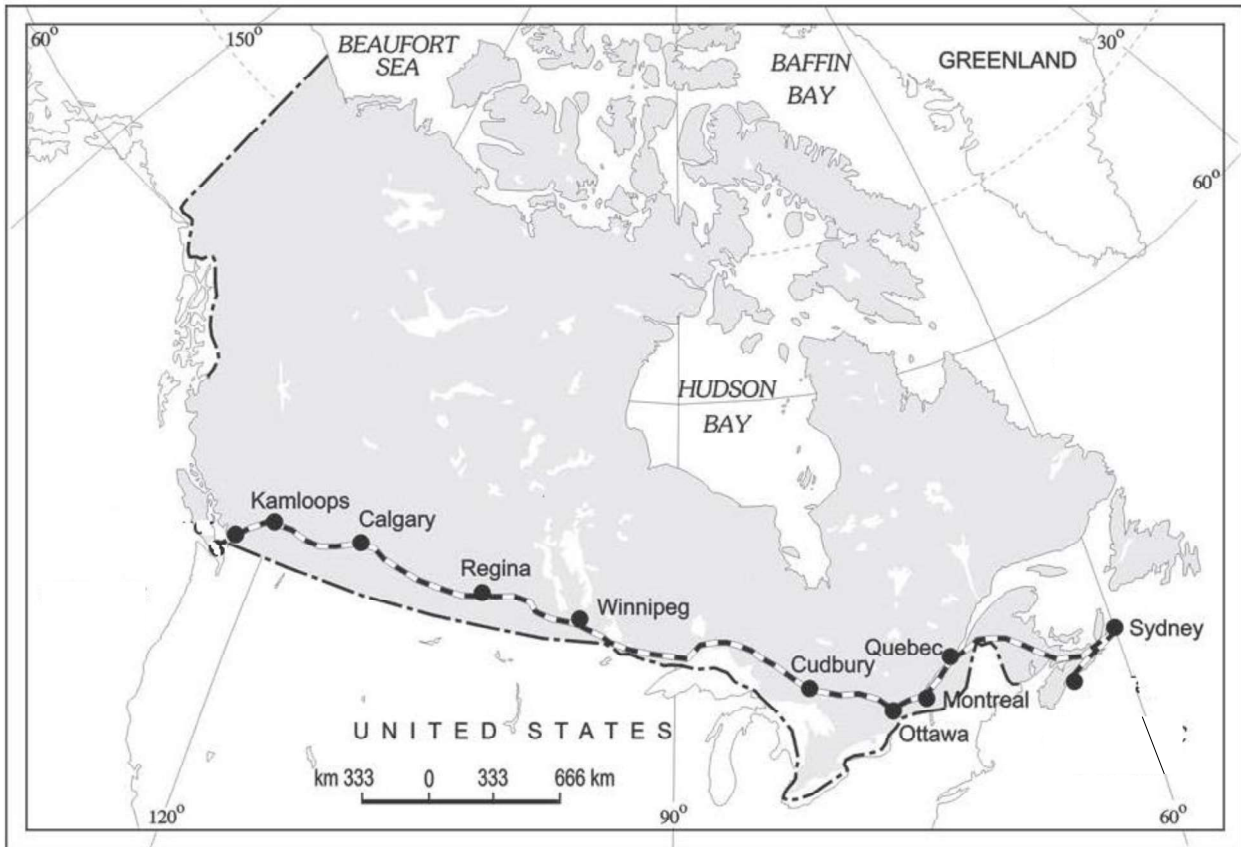 60°
150°
BEAUFORT
SEA
BAFFIN
BAY
GREENLAND
30°
60°
HUDSON
BAY
Kamloops
Calgary
Regina
Winnipeg
Cudbury
Quebec
Sydney
Montreal
Ottawa
UNITED STATES
km 333 0 333 666 km
120°
90°
60°